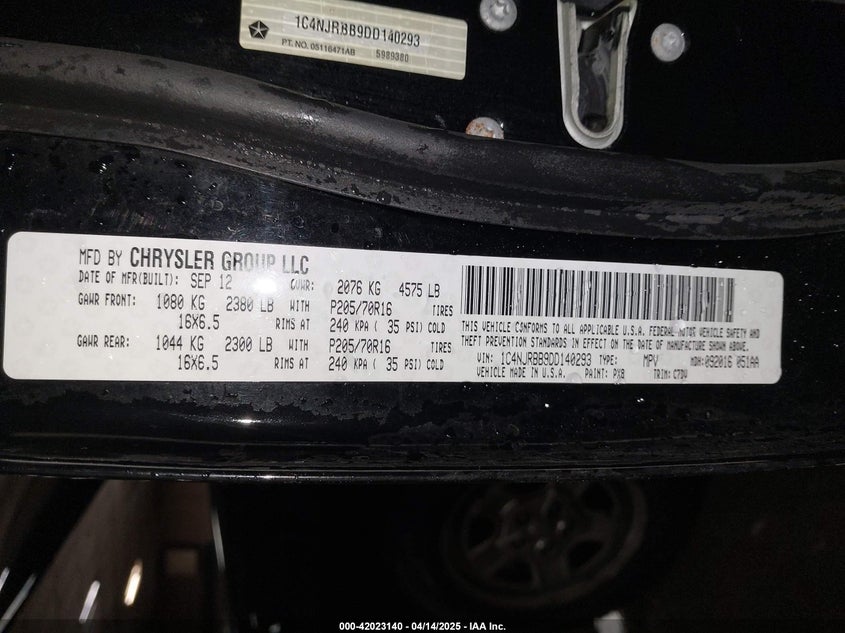 1C4NJRBB9DD140293
PT. NO. 05116471AB 5989380
MFD BY CHRYSLER GROUP LLC
DATE OF MFR(BUILT): SEP 12 GVWR: 2076 KG 4575 LB
GAWR FRONT: 1080 KG 2380 LB WITH P205/70R16 TIRES
16X6.5 RIMS AT 240 KPA ( 35 PSI) COLD
GAWR REAR: 1044 KG 2300 LB WITH P205/70R16 TIRES
16X6.5 RIMS AT 240 KPA ( 35 PSI) COLD
THIS VEHICLE CONFORMS TO ALL APPLICABLE U.S.A. FEDERAL MOTOR VEHICLE SAFETY AND
THEFT PREVENTION STANDARDS IN EFFECT ON THE DATE OF MANUFACTURE SHOWN ABOVE.
VIN: 1C4NJRBB9DD140293 TYPE: MPV MDH: 092016 051AA
VEHICLE MADE IN U.S.A. PAINT: PX8 TRIM: C7DV
000-42023140 - 04/14/2025 - IAA Inc.